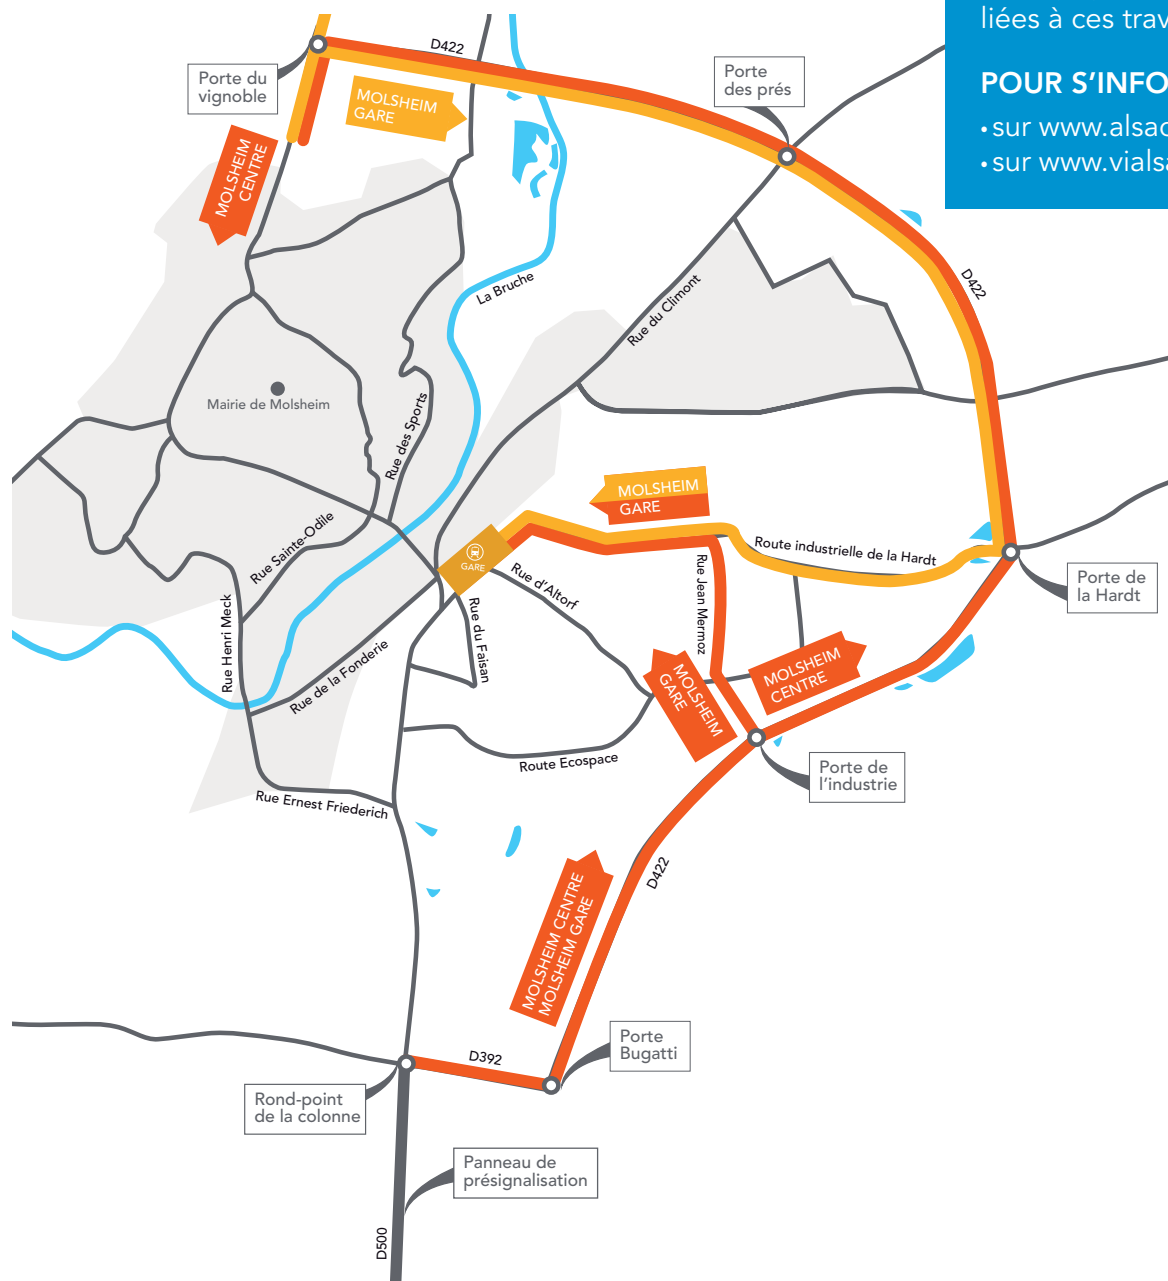 liées à ces trav
POUR S’INFO
• sur www.alsac
• sur www.vialsa
D422
Porte du
vignoble
MOLSHEIM
GARE
Porte
des prés
MOLSHEIM
CENTRE
La Bruche
Rue du Climont
D422
Mairie de Molsheim
Rue des Sports
MOLSHEIM
GARE
Rue Sainte-Odile
GARE
Route industrielle de la Hardt
Porte de
la Hardt
Rue d'Altorf
Rue Jean Mermoz
Rue Henri Meck
Rue du Faisan
Rue de la Fonderie
MOLSHEIM
GARE
MOLSHEIM
CENTRE
Route Ecospace
Porte de
l’industrie
Rue Ernest Friederich
D422
MOLSHEIM CENTRE
MOLSHEIM GARE
Porte
Bugatti
D392
Rond-point
de la colonne
Panneau de
présignalisation
D500